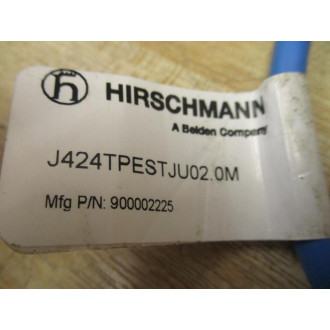 h
HIRSCHMANN
A Belden Company
J424TPESTJU02.0M
Mfg P/N: 900002225